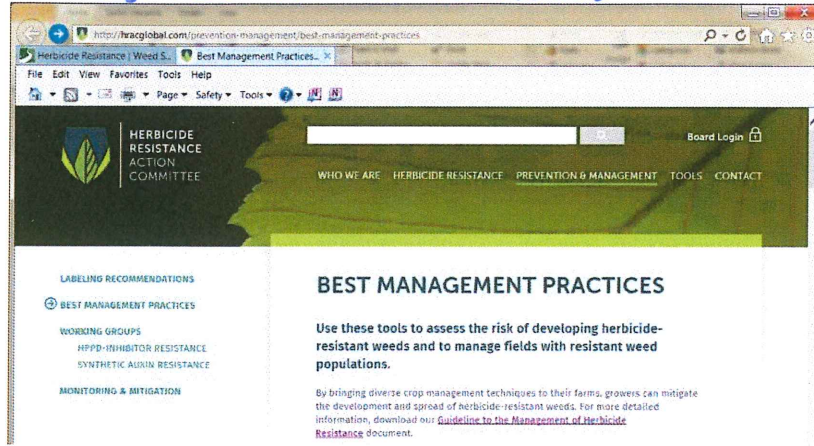 http://hracglobal.com/prevention-management/best-management-practices
Herbicide Resistance | Weed S...
Best Management Practices...
File Edit View Favorites Tools Help
Page Safety Tools
HERBICIDE
RESISTANCE
ACTION
COMMITTEE
Board Login
WHO WE ARE HERBICIDE RESISTANCE PREVENTION & MANAGEMENT TOOLS CONTACT
LABELING RECOMMENDATIONS
BEST MANAGEMENT PRACTICES
WORKING GROUPS
HPPD-INHIBITOR RESISTANCE
SYNTHETIC AUXIN RESISTANCE
MONITORING & MITIGATION
BEST MANAGEMENT PRACTICES
Use these tools to assess the risk of developing herbicide-
resistant weeds and to manage fields with resistant weed
populations.
By bringing diverse crop management techniques to their farms, growers can mitigate
the development and spread of herbicide-resistant weeds. For more detailed
information, download our Guideline to the Management of Herbicide
Resistance document.